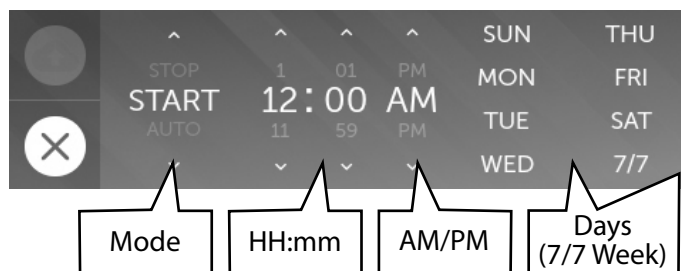 STOP 1 01 PM
START 12:00 AM
AUTO 11 59 PM
SUN THU
MON FRI
TUE SAT
WED 7/7
Mode
HH:mm
AM/PM
Days
(7/7 Week)